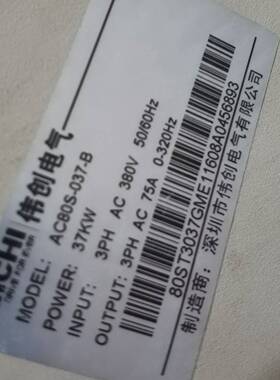 ICHI 伟创电气
MODEL: AC80S-037-B
POWER: 37KW
INPUT: 3PH AC 380V 50/60Hz
OUTPUT: 3PH AC 75A 0-320Hz
80ST3037GME11608A0456893
制造商：深圳市伟创电气有限公司